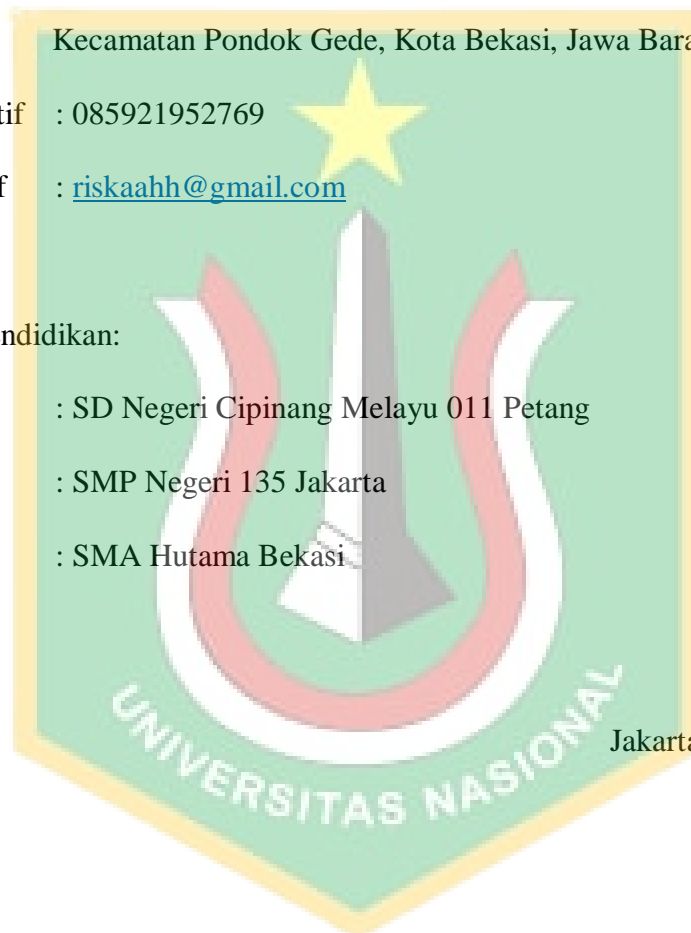 Kecamatan Pondok Gede, Kota Bekasi, Jawa Bara
tif : 085921952769
f : riskaahh@gmail.com
ndidikan:
: SD Negeri Cipinang Melayu 011 Petang
: SMP Negeri 135 Jakarta
: SMA Hutama Bekasi
Jakarta
UNIVERSITAS NASIONAL